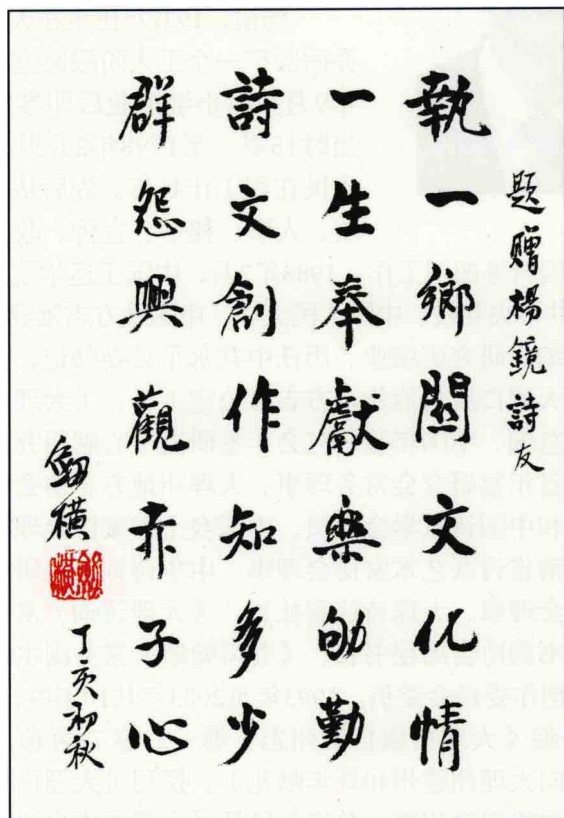 題贈楊鏡詩友
執一鄉關文化情
一生奉獻樂劬勤
詩文創作知多少
群怨興觀赤子心
丁亥初秋